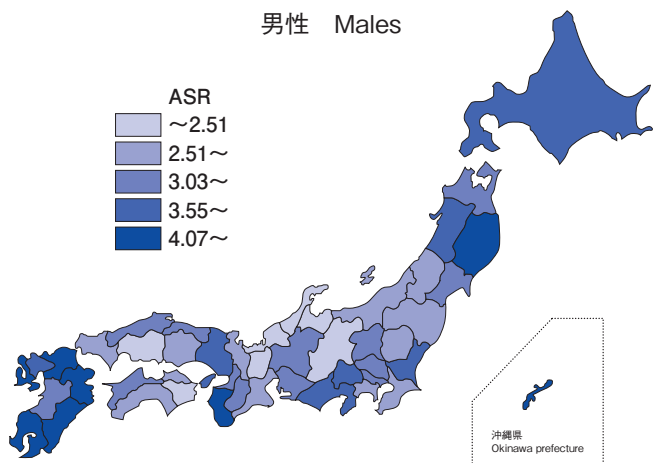 男性　Males
ASR
～2.51
2.51～
3.03～
3.55～
4.07～
沖縄県
Okinawa prefecture